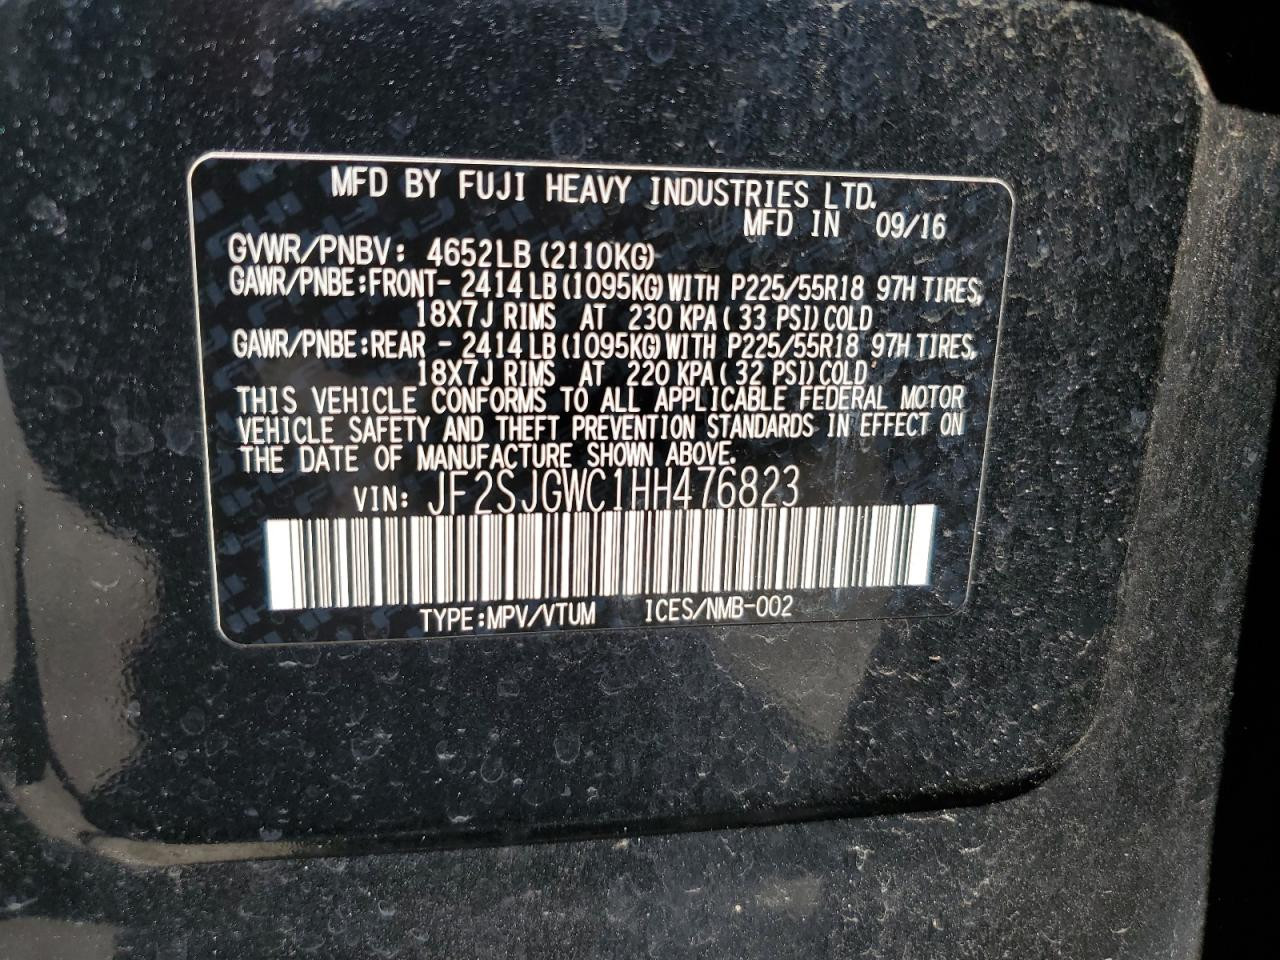 MFD BY FUJI HEAVY INDUSTRIES LTD.
MFD IN 09/16
GVWR/PNBV: 4652LB (2110KG)
GAWR/PNBE:FRONT- 2414 LB (1095KG) WITH P225/55R18 97H TIRES,
18X7J RIMS AT 230 KPA (33 PSI) COLD
GAWR/PNBE:REAR - 2414 LB (1095KG) WITH P225/55R18 97H TIRES,
18X7J RIMS AT 220 KPA (32 PSI) COLD
THIS VEHICLE CONFORMS TO ALL APPLICABLE FEDERAL MOTOR
VEHICLE SAFETY AND THEFT PREVENTION STANDARDS IN EFFECT ON
THE DATE OF MANUFACTURE SHOWN ABOVE.
VIN: JF2SJGWC1HH476823
TYPE:MPV/VTUM ICES/NMB-002